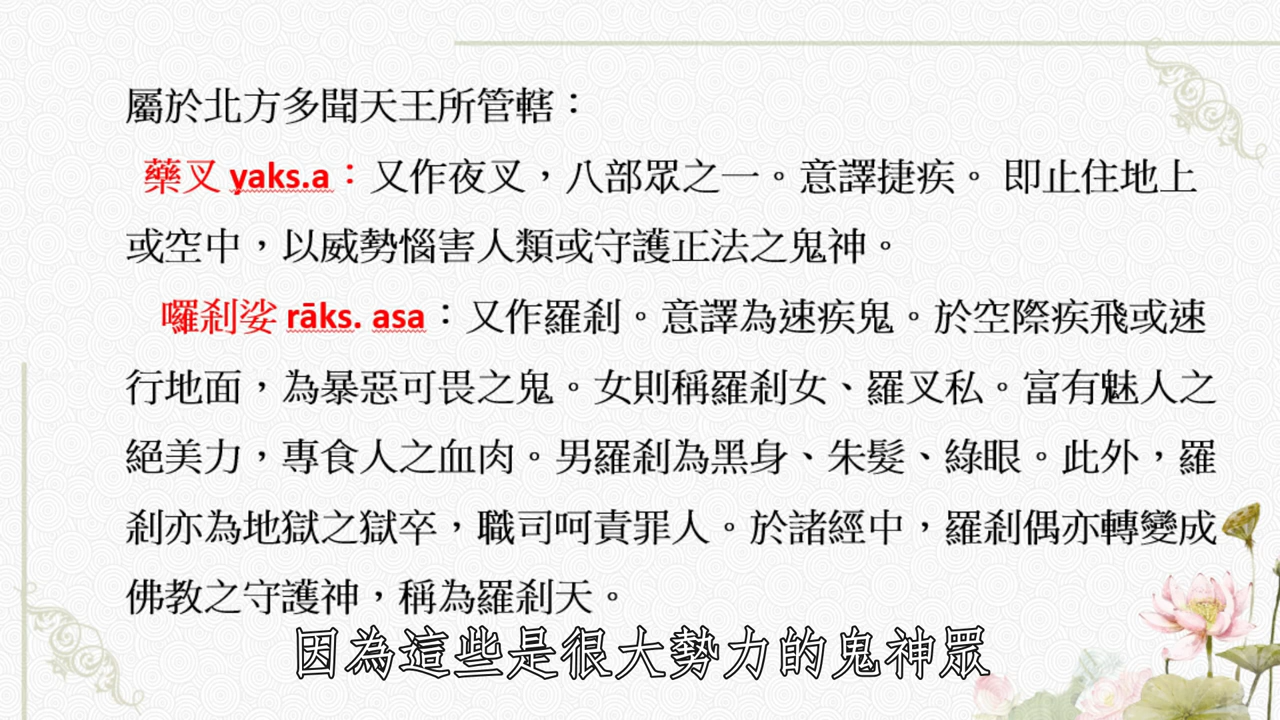 屬於北方多聞天王所管轄：
藥叉 yaks.a：又作夜叉，八部眾之一。意譯捷疾。 即止住地上
或空中，以威勢惱害人類或守護正法之鬼神。
囉剎娑 rāks. asa：又作羅剎。意譯為速疾鬼。於空際疾飛或速
行地面，為暴惡可畏之鬼。女則稱羅剎女、羅叉私。富有魅人之
絕美力，專食人之血肉。男羅剎為黑身、朱髮、綠眼。此外，羅
剎亦為地獄之獄卒，職司呵責罪人。於諸經中，羅剎偶亦轉變成
佛教之守護神，稱為羅剎天。
因為這些是很大勢力的鬼神眾